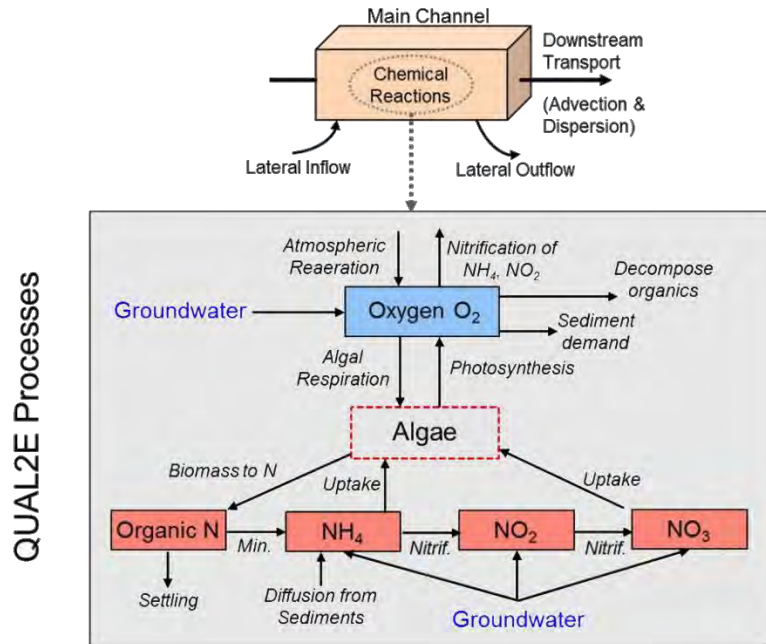 Main Channel
Chemical
Reactions
Downstream
Transport
(Advection &
Dispersion)
Lateral Inflow
Lateral Outflow
QUAL2E Processes
Atmospheric
Reaeration
Nitrification of
NH₄, NO₂
Decompose
organics
Groundwater
Oxygen O₂
Sediment
demand
Algal
Respiration
Photosynthesis
Algae
Biomass to N
Uptake
Uptake
Organic N
Min.
NH₄
Nitrif.
NO₂
Nitrif.
NO₃
Settling
Diffusion from
Sediments
Groundwater